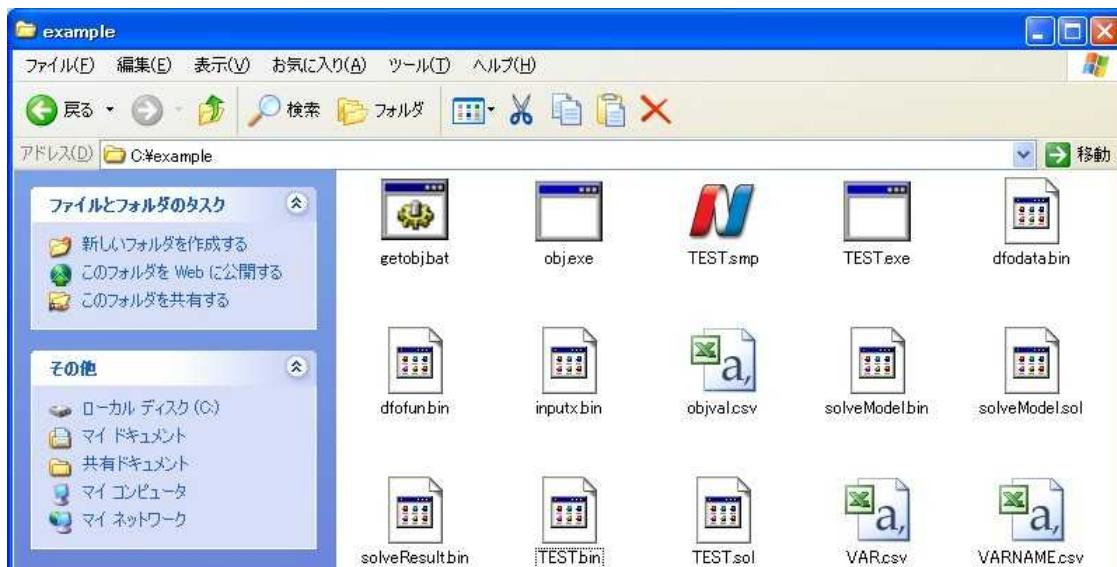 example
ファイル(F) 編集(E) 表示(V) お気に入り(A) ツール(T) ヘルプ(H)
戻る 検索 フォルダ
アドレス(D) C:¥example 移動
ファイルとフォルダのタスク
新しいフォルダを作成する
このフォルダを Web に公開する
このフォルダを共有する
その他
ローカル ディスク (C:)
マイ ドキュメント
共有ドキュメント
マイ コンピュータ
マイ ネットワーク
getobj.bat obj.exe TEST.smp TEST.exe dfodata.bin
dfofun.bin inputx.bin objval.csv solveModel.bin solveModel.sol
solveResult.bin TEST.bin TEST.sol VAR.csv VARNAME.csv